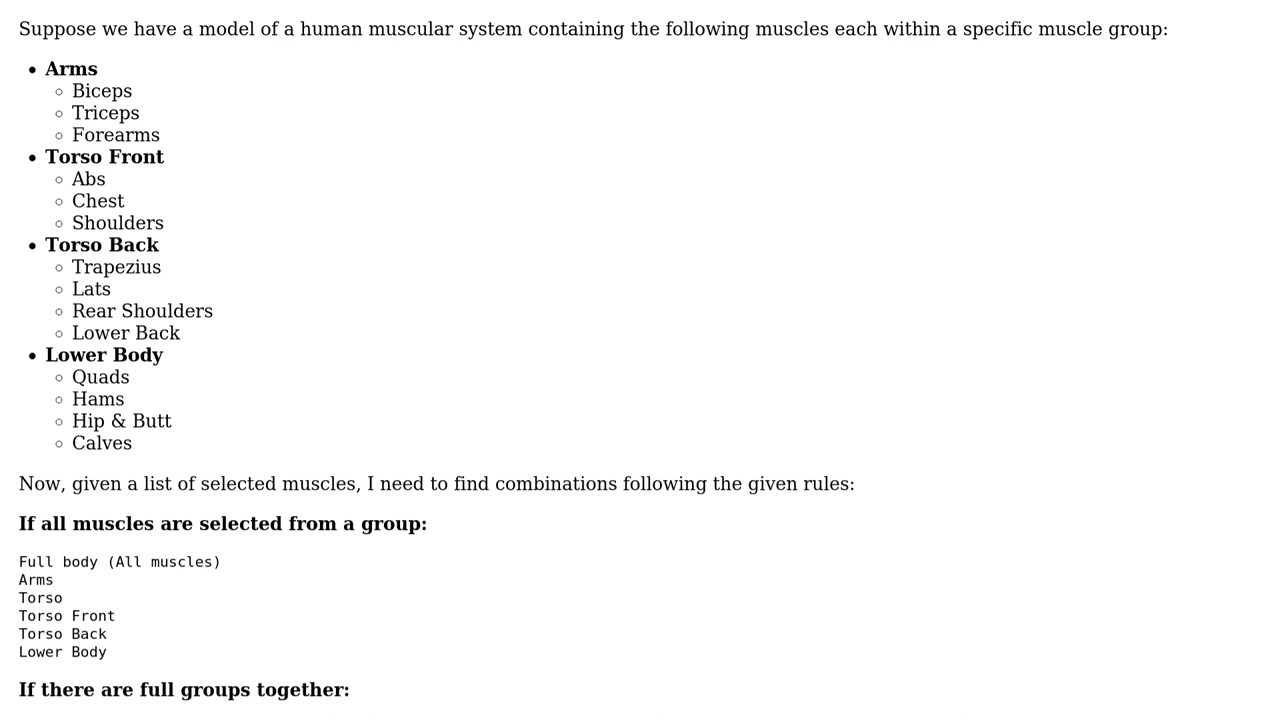 Suppose we have a model of a human muscular system containing the following muscles each within a specific muscle group:
Arms
Biceps
Triceps
Forearms
Torso Front
Abs
Chest
Shoulders
Torso Back
Trapezius
Lats
Rear Shoulders
Lower Back
Lower Body
Quads
Hams
Hip & Butt
Calves
Now, given a list of selected muscles, I need to find combinations following the given rules:
If all muscles are selected from a group:
Full body (All muscles)
Arms
Torso
Torso Front
Torso Back
Lower Body
If there are full groups together: